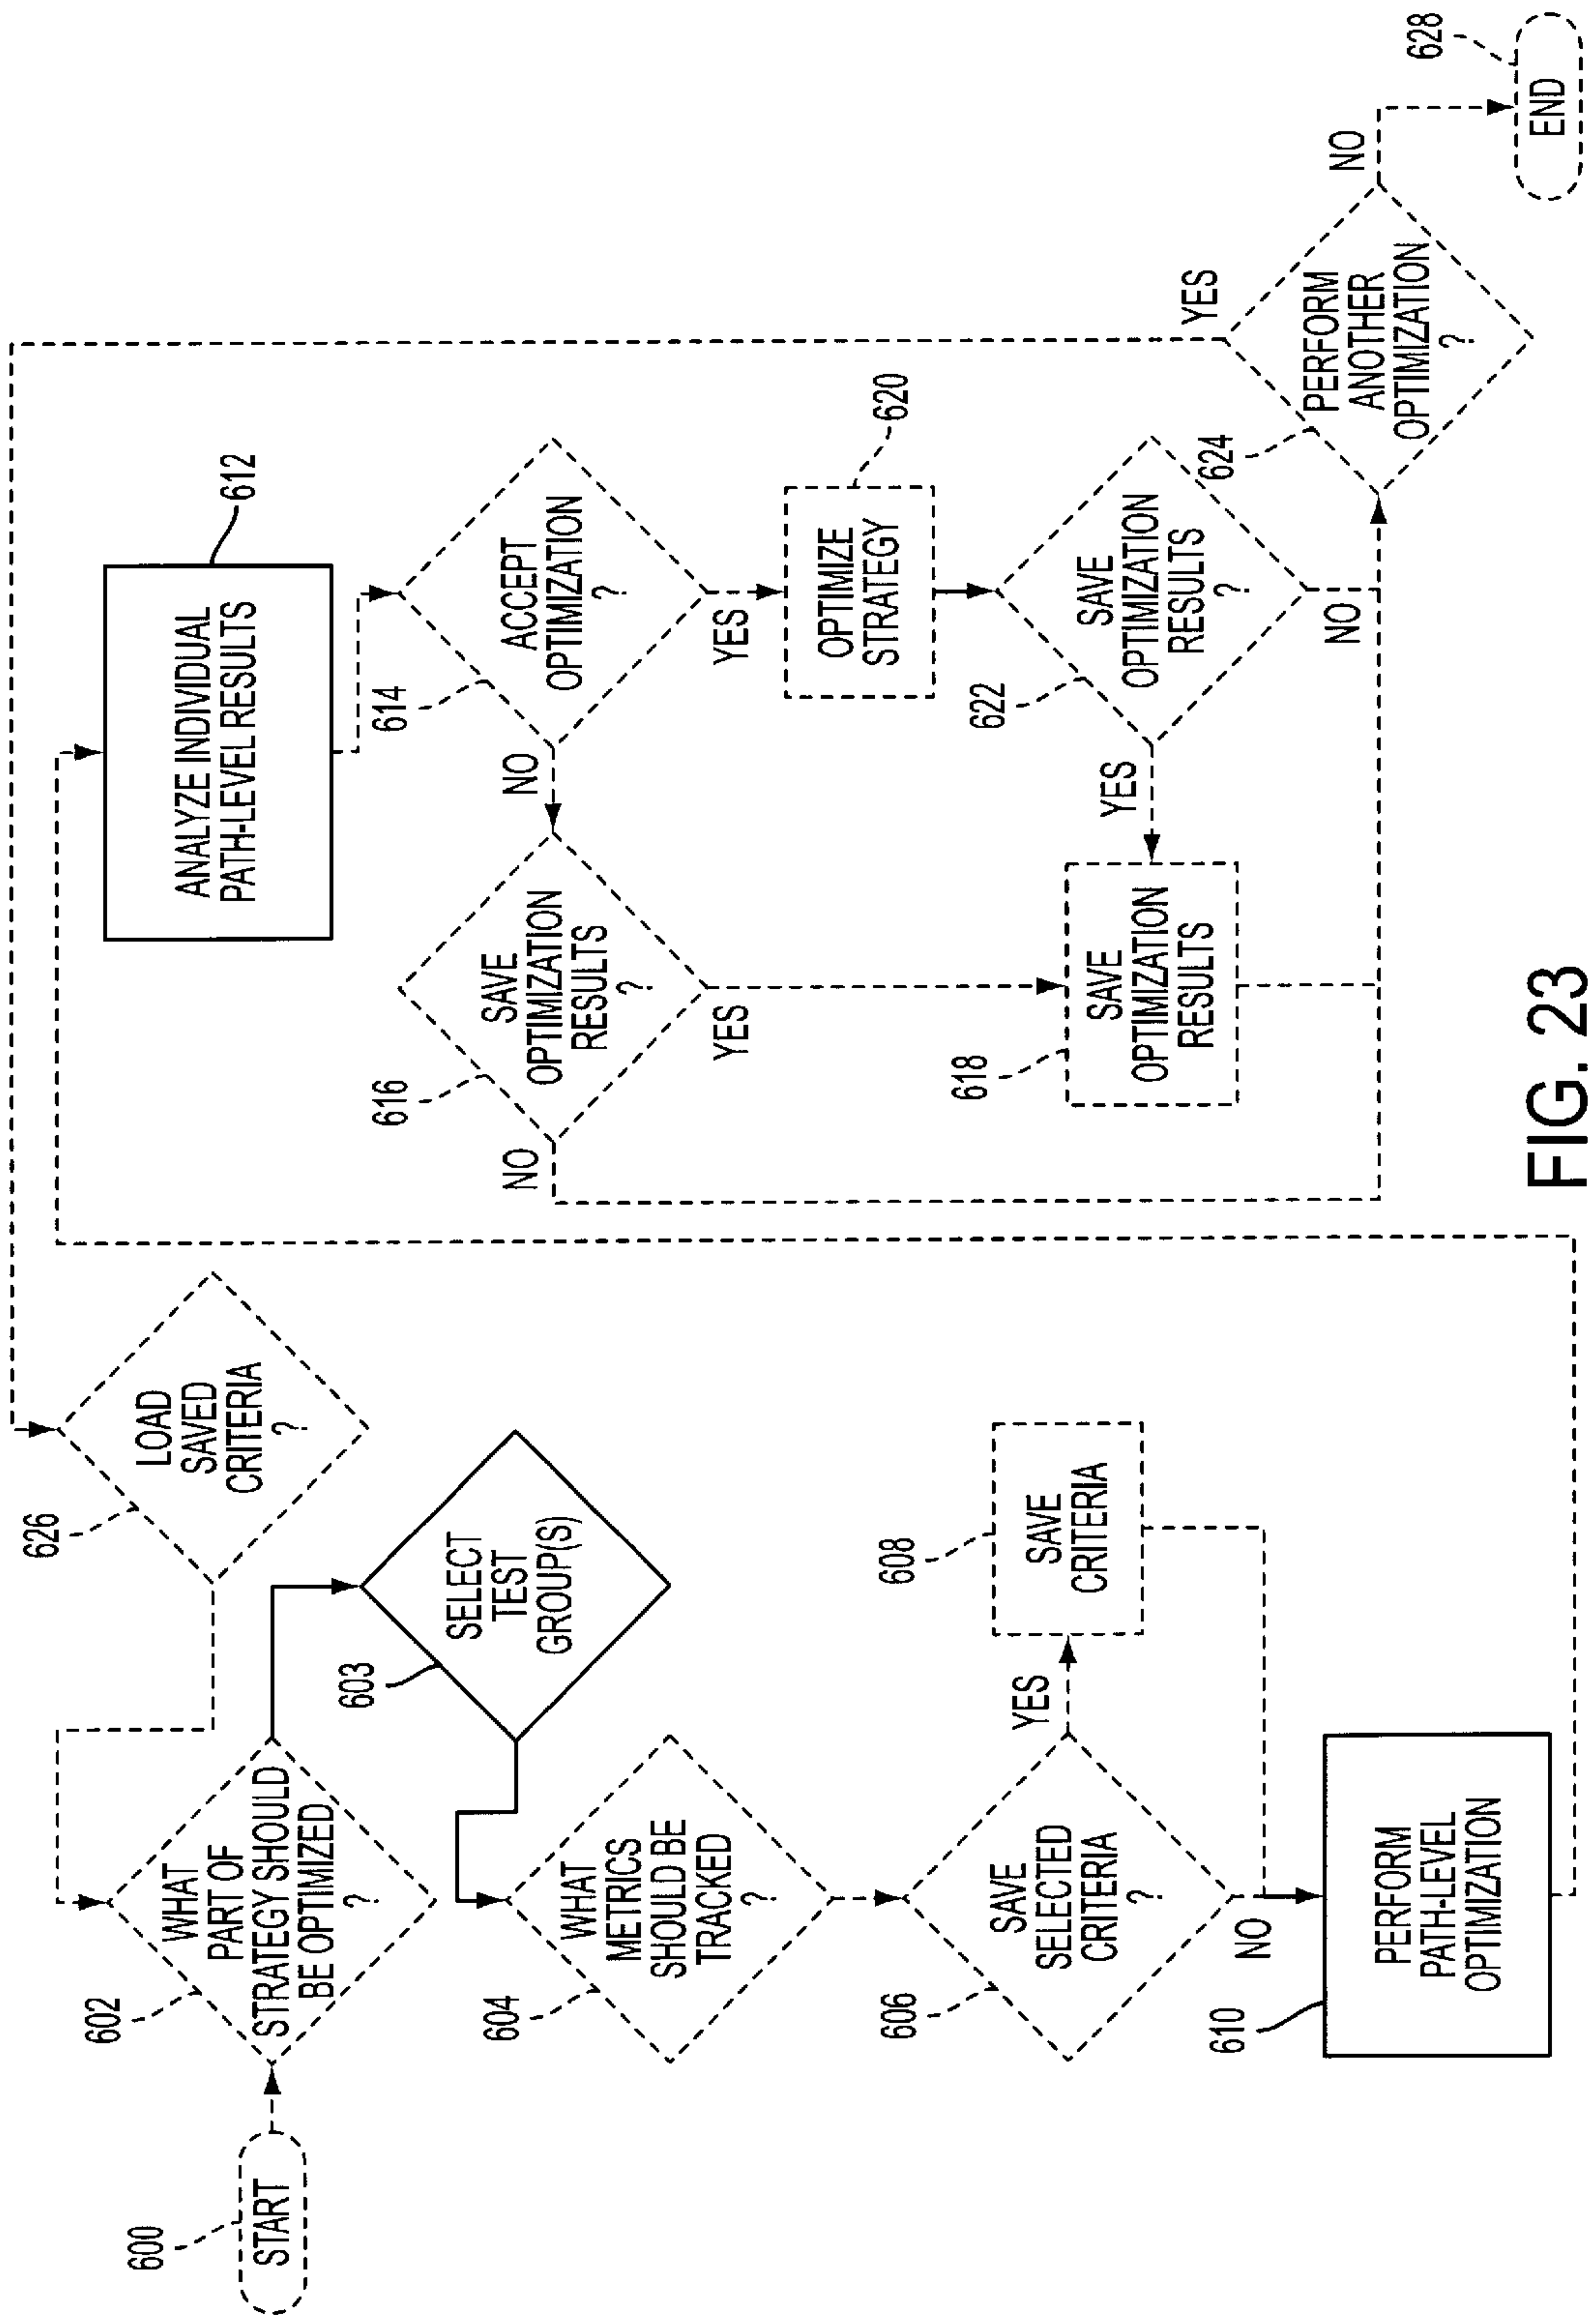 600
START
602
WHAT
PART OF
STRATEGY SHOULD
BE OPTIMIZED
?
626
LOAD
SAVED
CRITERIA
?
603
SELECT
TEST
GROUP(S)
604
WHAT
METRICS
SHOULD BE
TRACKED
?
606
SAVE
SELECTED
CRITERIA
?
YES
NO
608
SAVE
CRITERIA
610
PERFORM
PATH-LEVEL
OPTIMIZATION
612
ANALYZE INDIVIDUAL
PATH-LEVEL RESULTS
614
ACCEPT
OPTIMIZATION
?
NO
YES
616
SAVE
OPTIMIZATION
RESULTS
?
NO
YES
620
OPTIMIZE
STRATEGY
622
SAVE
OPTIMIZATION
RESULTS
?
YES
NO
618
SAVE
OPTIMIZATION
RESULTS
624
PERFORM
ANOTHER
OPTIMIZATION
?
YES
NO
628
END
FIG. 23